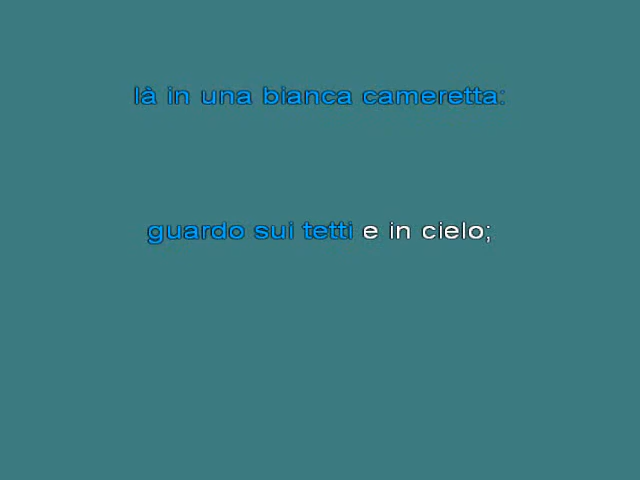 là in una bianca cameretta:
guardo sui tetti e in cielo;